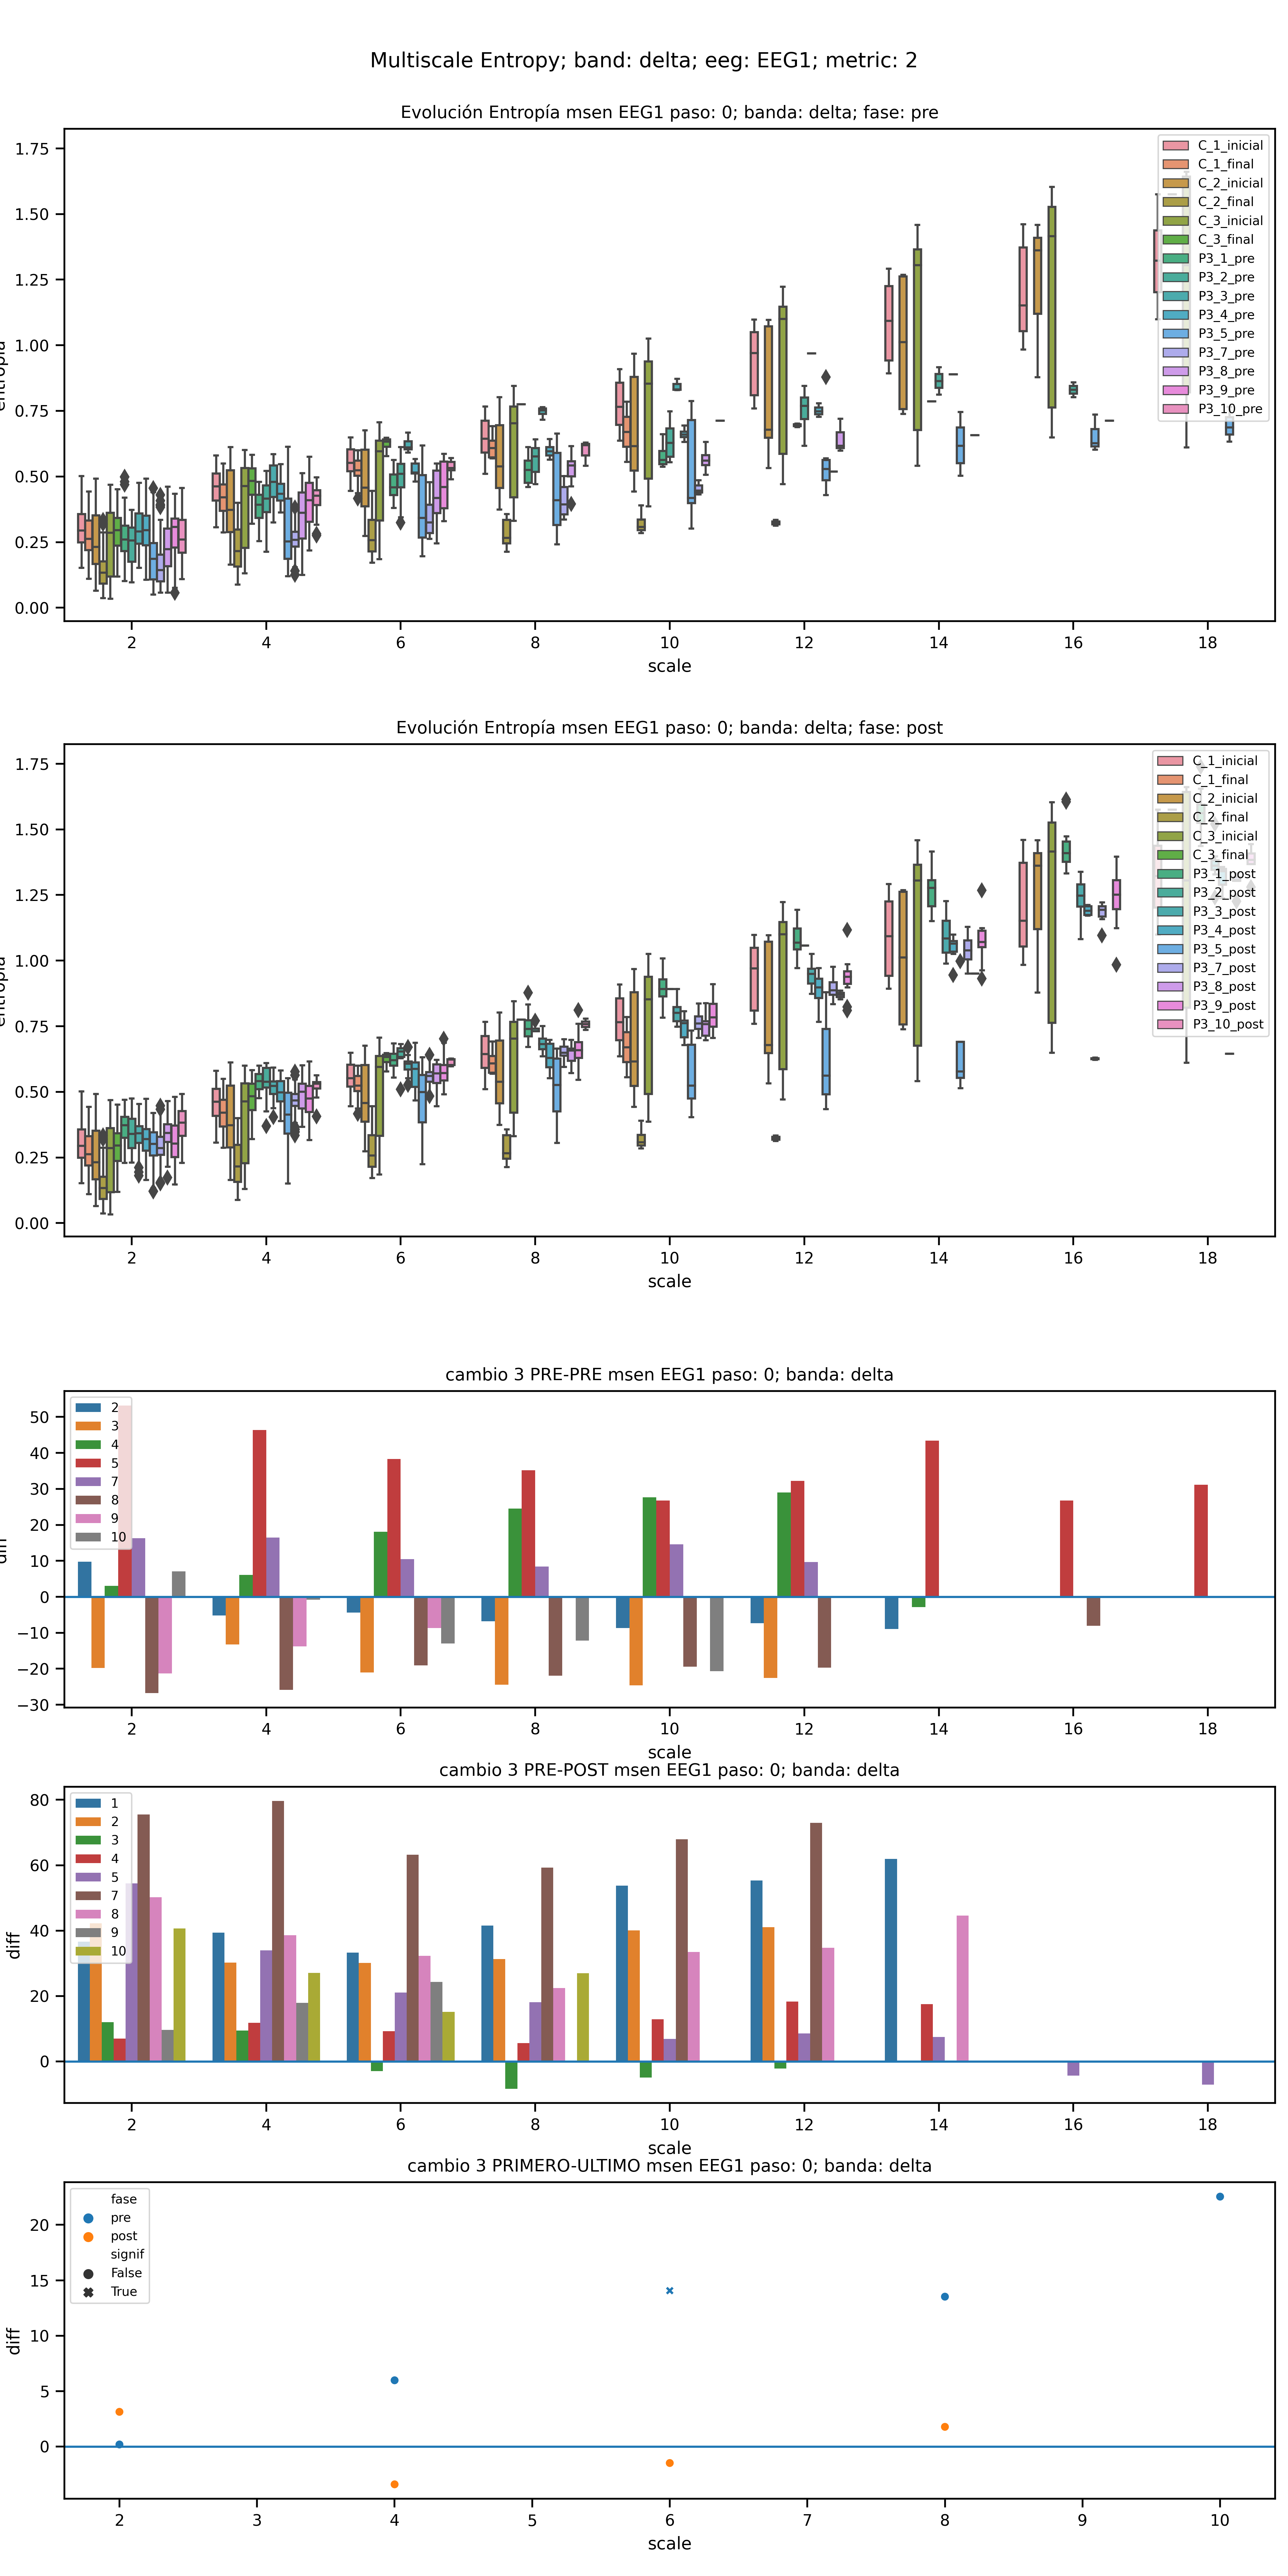 Multiscale Entropy; band: delta; eeg: EEG1; metric: 2
Evolución Entropía msen EEG1 paso: 0; banda: delta; fase: pre
1.75
1.50
1.25
1.00
0.75
0.50
0.25
0.00
C_1_inicial
C_1_final
C_2_inicial
C_2_final
C_3_inicial
C_3_final
P3_1_pre
P3_2_pre
P3_3_pre
P3_4_pre
P3_5_pre
P3_7_pre
P3_8_pre
P3_9_pre
P3_10_pre
2 4 6 8 10 12 14 16 18
scale
Evolución Entropía msen EEG1 paso: 0; banda: delta; fase: post
1.75
1.50
1.25
1.00
0.75
0.50
0.25
0.00
C_1_inicial
C_1_final
C_2_inicial
C_2_final
C_3_inicial
C_3_final
P3_1_post
P3_2_post
P3_3_post
P3_4_post
P3_5_post
P3_7_post
P3_8_post
P3_9_post
P3_10_post
2 4 6 8 10 12 14 16 18
scale
cambio 3 PRE-PRE msen EEG1 paso: 0; banda: delta
50
40
30
20
10
0
−10
−20
−30
2
3
4
5
7
8
9
10
2 4 6 8 10 12 14 16 18
scale
cambio 3 PRE-POST msen EEG1 paso: 0; banda: delta
diff
80
60
40
20
0
1
2
3
4
5
7
8
9
10
2 4 6 8 10 12 14 16 18
scale
cambio 3 PRIMERO-ULTIMO msen EEG1 paso: 0; banda: delta
diff
20
15
10
5
0
fase
pre
post
signif
False
True
2 3 4 5 6 7 8 9 10
scale